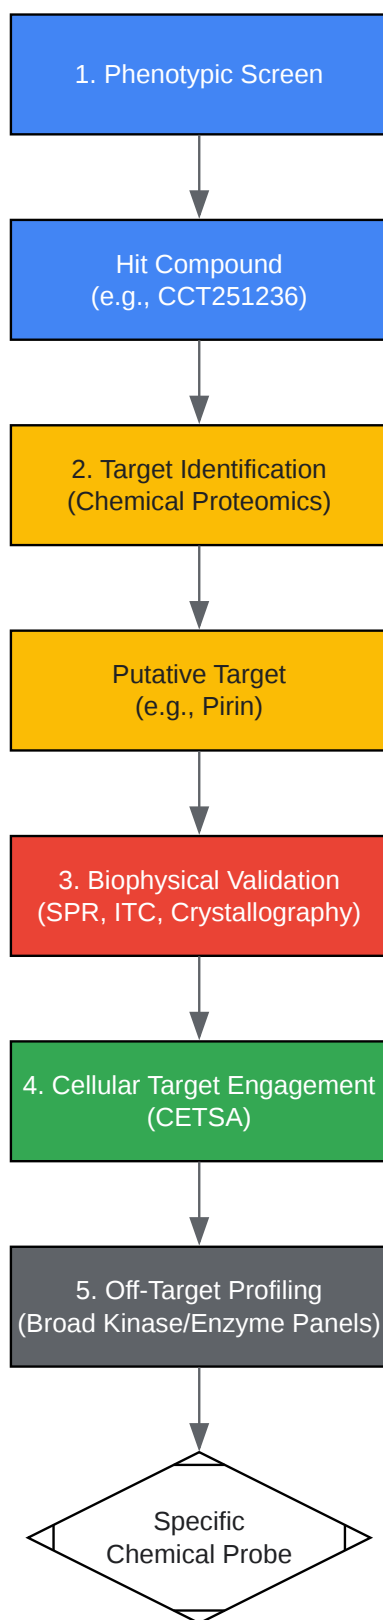 1. Phenotypic Screen
Hit Compound
(e.g., CCT251236)
2. Target Identification
(Chemical Proteomics)
Putative Target
(e.g., Pirin)
3. Biophysical Validation
(SPR, ITC, Crystallography)
4. Cellular Target Engagement
(CETSA)
5. Off-Target Profiling
(Broad Kinase/Enzyme Panels)
Specific
Chemical Probe